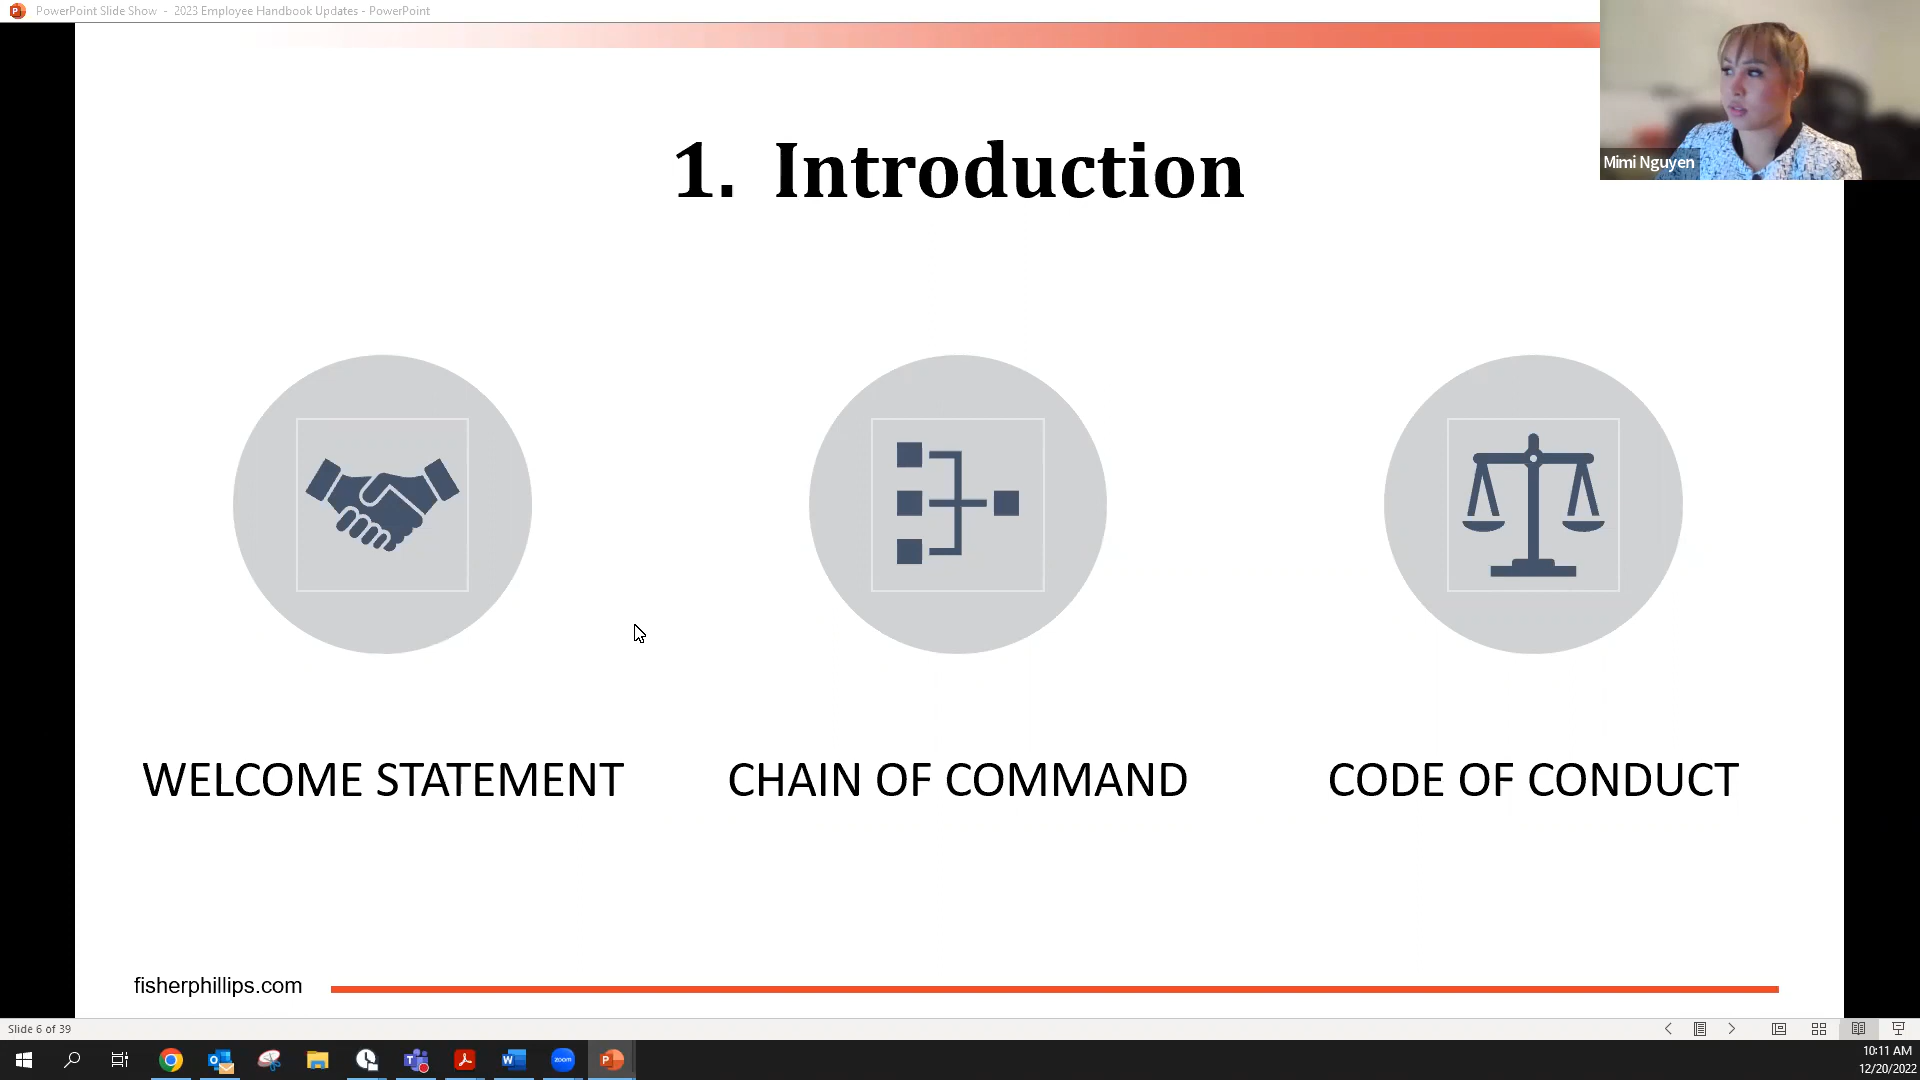 PowerPoint Slide Show - 2023 Employee Handbook Updates - PowerPoint
Mimi Nguyen
1. Introduction
WELCOME STATEMENT
CHAIN OF COMMAND
CODE OF CONDUCT
fisherphillips.com
Slide 6 of 39
zoom
10:11 AM
12/20/2022